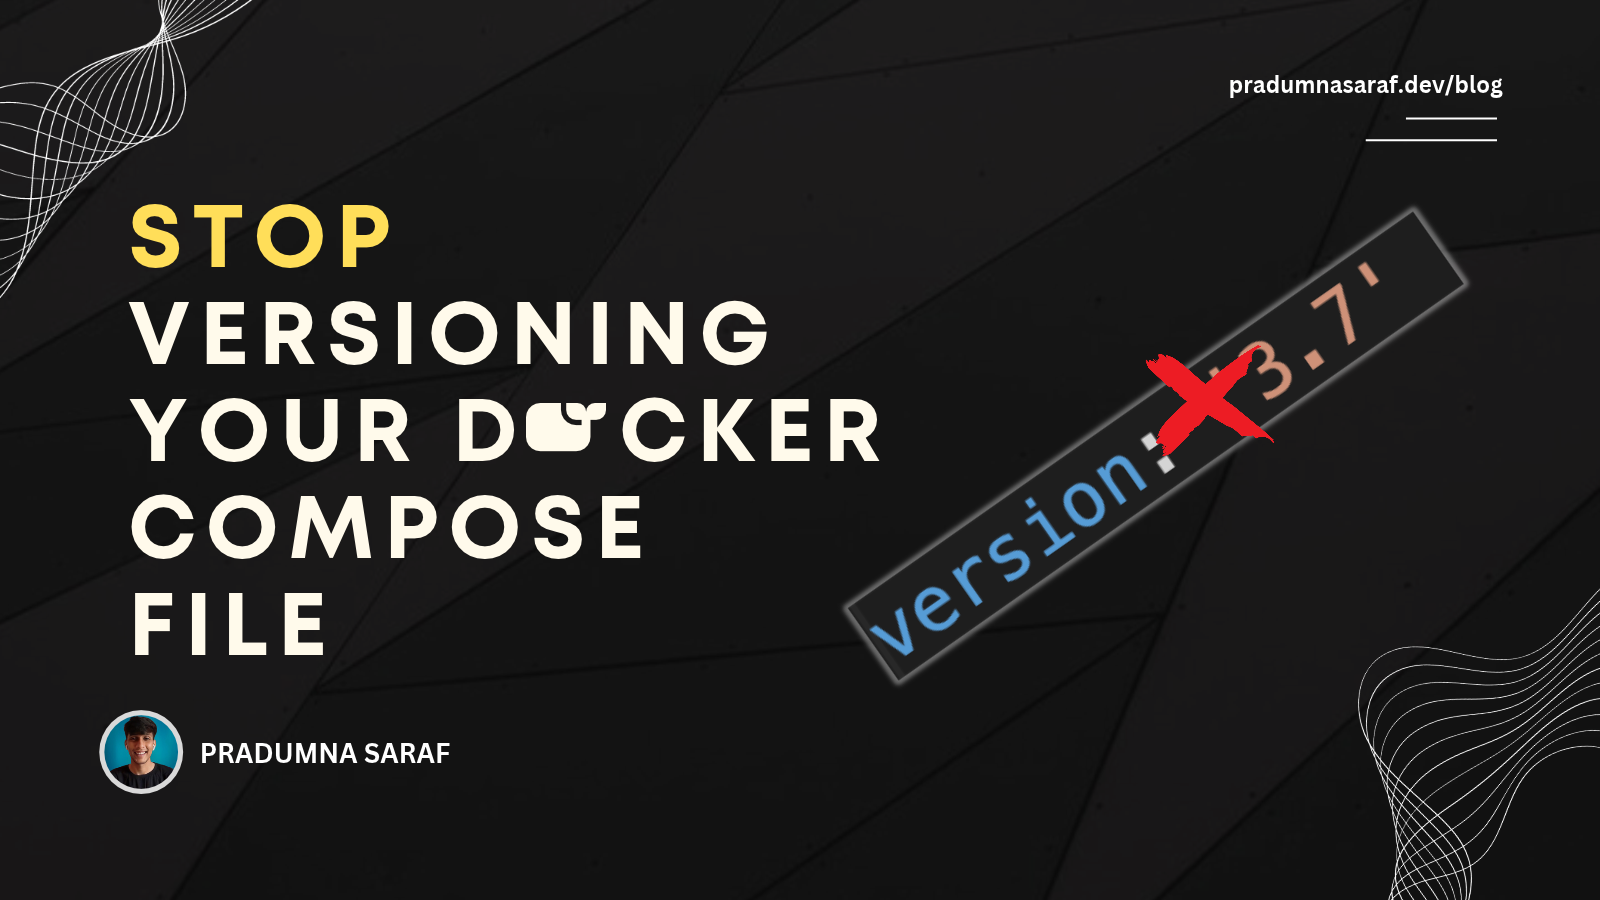 pradumnasaraf.dev/blog
STOP
VERSIONING
YOUR DOCKER
COMPOSE
FILE
version: '3.7'
PRADUMNA SARAF